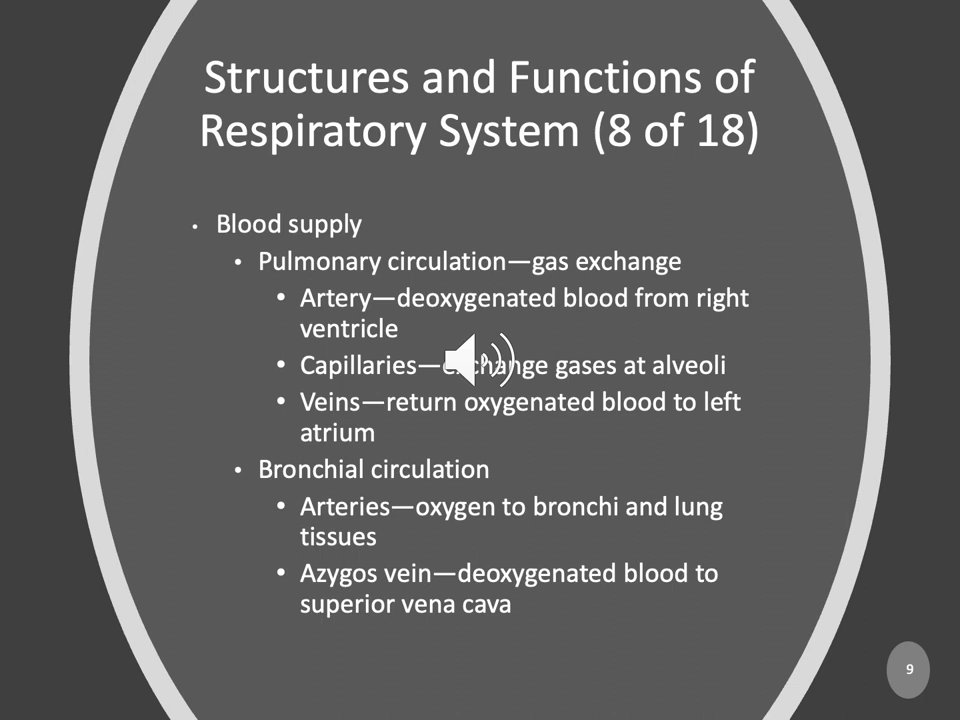 Structures and Functions of
Respiratory System (8 of 18)
• Blood supply
• Pulmonary circulation—gas exchange
• Artery—deoxygenated blood from right
ventricle
• Capillaries—exchange gases at alveoli
• Veins—return oxygenated blood to left
atrium
• Bronchial circulation
• Arteries—oxygen to bronchi and lung
tissues
• Azygos vein—deoxygenated blood to
superior vena cava
9